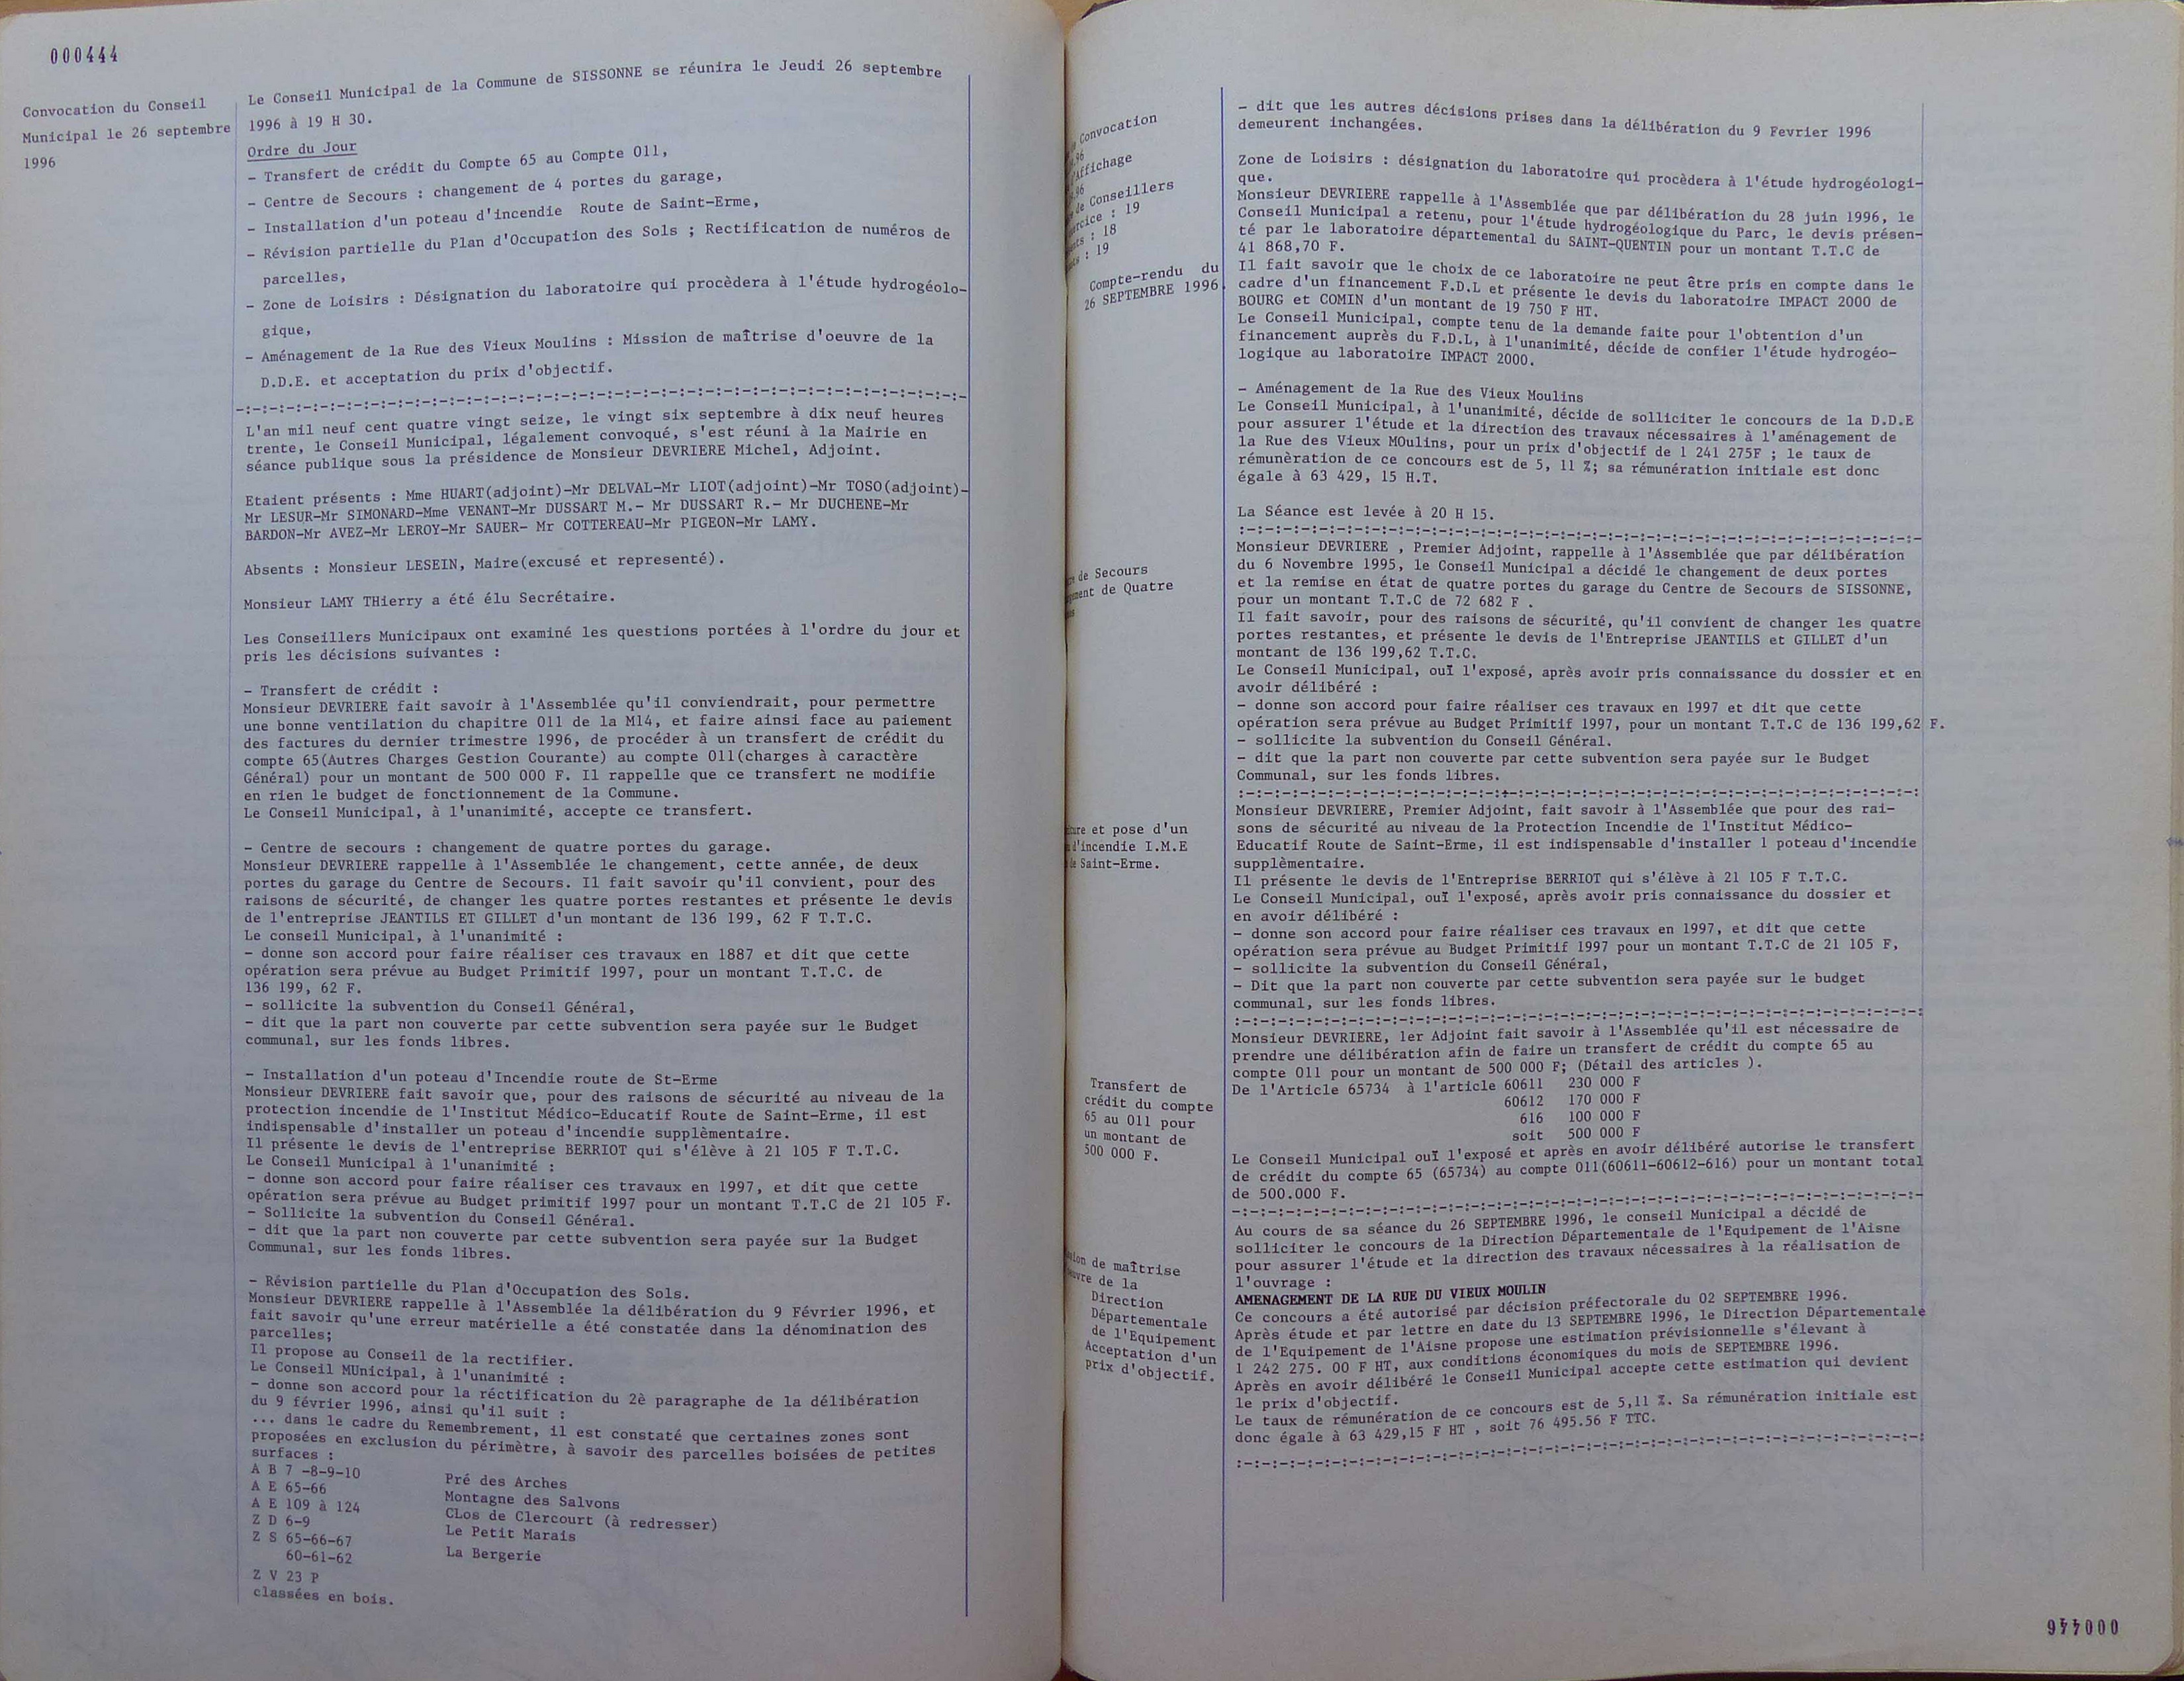 000444
Convocation du Conseil
Municipal le 26 septembre
1996
Le Conseil Municipal de la Commune de SISSONNE se réunira le Jeudi 26 septembre
1996 à 19 H 30.
Ordre du Jour
- Transfert de crédit du Compte 65 au Compte 011,
- Centre de Secours : changement de 4 portes du garage,
- Installation d'un poteau d'incendie Route de Saint-Erme,
- Révision partielle du Plan d'Occupation des Sols ; Rectification de numéros de
parcelles,
- Zone de Loisirs : Désignation du laboratoire qui procèdera à l'étude hydrogéolo-
gique,
- Aménagement de la Rue des Vieux Moulins : Mission de maîtrise d'oeuvre de la
D.D.E. et acceptation du prix d'objectif.
-:-:-:-:-:-:-:-:-:-:-:-:-:-:-:-:-:-:-:-:-:-:-:-:-:-:-:-:-:-:-:-:-:-:-:-:-:-:-:-:-
L'an mil neuf cent quatre vingt seize, le vingt six septembre à dix neuf heures
trente, le Conseil Municipal, légalement convoqué, s'est réuni à la Mairie en
séance publique sous la présidence de Monsieur DEVRIERE Michel, Adjoint.
Etaient présents : Mme HUART(adjoint)-Mr DELVAL-Mr LIOT(adjoint)-Mr TOSO(adjoint)-
Mr LESUR-Mr SIMONARD-Mme VENANT-Mr DUSSART M.- Mr DUSSART R.- Mr DUCHENE-Mr
BARDON-Mr AVEZ-Mr LEROY-Mr SAUER- Mr COTTEREAU-Mr PIGEON-Mr LAMY.
Absents : Monsieur LESEIN, Maire(excusé et representé).
Monsieur LAMY THierry a été élu Secrétaire.
Les Conseillers Municipaux ont examiné les questions portées à l'ordre du jour et
pris les décisions suivantes :
- Transfert de crédit :
Monsieur DEVRIERE fait savoir à l'Assemblée qu'il conviendrait, pour permettre
une bonne ventilation du chapitre 011 de la M14, et faire ainsi face au paiement
des factures du dernier trimestre 1996, de procéder à un transfert de crédit du
compte 65(Autres Charges Gestion Courante) au compte 011(charges à caractère
Général) pour un montant de 500 000 F. Il rappelle que ce transfert ne modifie
en rien le budget de fonctionnement de la Commune.
Le Conseil Municipal, à l'unanimité, accepte ce transfert.
- Centre de secours : changement de quatre portes du garage.
Monsieur DEVRIERE rappelle à l'Assemblée le changement, cette année, de deux
portes du garage du Centre de Secours. Il fait savoir qu'il convient, pour des
raisons de sécurité, de changer les quatre portes restantes et présente le devis
de l'entreprise JEANTILS ET GILLET d'un montant de 136 199, 62 F T.T.C.
Le conseil Municipal, à l'unanimité :
- donne son accord pour faire réaliser ces travaux en 1887 et dit que cette
opération sera prévue au Budget Primitif 1997, pour un montant T.T.C. de
136 199, 62 F.
- sollicite la subvention du Conseil Général,
- dit que la part non couverte par cette subvention sera payée sur le Budget
communal, sur les fonds libres.
- Installation d'un poteau d'Incendie route de St-Erme
Monsieur DEVRIERE fait savoir que, pour des raisons de sécurité au niveau de la
protection incendie de l'Institut Médico-Educatif Route de Saint-Erme, il est
indispensable d'installer un poteau d'incendie supplèmentaire.
Il présente le devis de l'entreprise BERRIOT qui s'élève à 21 105 F T.T.C.
Le Conseil Municipal à l'unanimité :
- donne son accord pour faire réaliser ces travaux en 1997, et dit que cette
opération sera prévue au Budget primitif 1997 pour un montant T.T.C de 21 105 F.
- Sollicite la subvention du Conseil Général.
- dit que la part non couverte par cette subvention sera payée sur la Budget
Communal, sur les fonds libres.
- Révision partielle du Plan d'Occupation des Sols.
Monsieur DEVRIERE rappelle à l'Assemblée la délibération du 9 Février 1996, et
fait savoir qu'une erreur matérielle a été constatée dans la dénomination des
parcelles;
Il propose au Conseil de la rectifier.
Le Conseil MUnicipal, à l'unanimité :
- donne son accord pour la réctification du 2è paragraphe de la délibération
du 9 février 1996, ainsi qu'il suit :
... dans le cadre du Remembrement, il est constaté que certaines zones sont
proposées en exclusion du périmètre, à savoir des parcelles boisées de petites
surfaces :
A B 7 -8-9-10 Pré des Arches
A E 65-66 Montagne des Salvons
A E 109 à 124 CLos de Clercourt (à redresser)
Z D 6-9 Le Petit Marais
Z S 65-66-67 La Bergerie
60-61-62
Z V 23 P
classées en bois.
Convocation
Affichage
de Conseillers
: 19
: 18
: 19
Compte-rendu du
26 SEPTEMBRE 1996
- dit que les autres décisions prises dans la délibération du 9 Fevrier 1996
demeurent inchangées.
Zone de Loisirs : désignation du laboratoire qui procèdera à l'étude hydrogéologi-
que.
Monsieur DEVRIERE rappelle à l'Assemblée que par délibération du 28 juin 1996, le
Conseil Municipal a retenu, pour l'étude hydrogéologique du Parc, le devis présen-
té par le laboratoire départemental du SAINT-QUENTIN pour un montant T.T.C de
41 868,70 F.
Il fait savoir que le choix de ce laboratoire ne peut être pris en compte dans le
cadre d'un financement F.D.L et présente le devis du laboratoire IMPACT 2000 de
BOURG et COMIN d'un montant de 19 750 F HT.
Le Conseil Municipal, compte tenu de la demande faite pour l'obtention d'un
financement auprès du F.D.L, à l'unanimité, décide de confier l'étude hydrogéo-
logique au laboratoire IMPACT 2000.
- Aménagement de la Rue des Vieux Moulins
Le Conseil Municipal, à l'unanimité, décide de solliciter le concours de la D.D.E
pour assurer l'étude et la direction des travaux nécessaires à l'aménagement de
la Rue des Vieux MOulins, pour un prix d'objectif de 1 241 275F ; le taux de
rémunèration de ce concours est de 5, 11 %; sa rémunération initiale est donc
égale à 63 429, 15 H.T.
La Séance est levée à 20 H 15.
:-:-:-:-:-:-:-:-:-:-:-:-:-:-:-:-:-:-:-:-:-:-:-:-:-:-:-:-:-:-:-:-:-:-:-:-:-:-:-
de Secours
de Quatre
Monsieur DEVRIERE , Premier Adjoint, rappelle à l'Assemblée que par délibération
du 6 Novembre 1995, le Conseil Municipal a décidé le changement de deux portes
et la remise en état de quatre portes du garage du Centre de Secours de SISSONNE,
pour un montant T.T.C de 72 682 F .
Il fait savoir, pour des raisons de sécurité, qu'il convient de changer les quatre
portes restantes, et présente le devis de l'Entreprise JEANTILS et GILLET d'un
montant de 136 199,62 T.T.C.
Le Conseil Municipal, ouï l'exposé, après avoir pris connaissance du dossier et en
avoir délibéré :
- donne son accord pour faire réaliser ces travaux en 1997 et dit que cette
opération sera prévue au Budget Primitif 1997, pour un montant T.T.C de 136 199,62 F.
- sollicite la subvention du Conseil Général.
- dit que la part non couverte par cette subvention sera payée sur le Budget
Communal, sur les fonds libres.
:-:-:-:-:-:-:-:-:-:-:-:-:-:-:-:-:-:-:-:-:-:-:-:-:-:-:-:-:-:-:-:-:-:-:-:-:-:-:
et pose d'un
d'incendie I.M.E
de Saint-Erme.
Monsieur DEVRIERE, Premier Adjoint, fait savoir à l'Assemblée que pour des rai-
sons de sécurité au niveau de la Protection Incendie de l'Institut Médico-
Educatif Route de Saint-Erme, il est indispensable d'installer 1 poteau d'incendie
supplèmentaire.
Il présente le devis de l'Entreprise BERRIOT qui s'élève à 21 105 F T.T.C.
Le Conseil Municipal, ouï l'exposé, après avoir pris connaissance du dossier et
en avoir délibéré :
- donne son accord pour faire réaliser ces travaux en 1997, et dit que cette
opération sera prévue au Budget Primitif 1997 pour un montant T.T.C de 21 105 F,
- sollicite la subvention du Conseil Général,
- Dit que la part non couverte par cette subvention sera payée sur le budget
communal, sur les fonds libres.
:-:-:-:-:-:-:-:-:-:-:-:-:-:-:-:-:-:-:-:-:-:-:-:-:-:-:-:-:-:-:-:-:-:-:-:-:-:-:
Transfert de
crédit du compte
65 au 011 pour
un montant de
500 000 F.
Monsieur DEVRIERE, 1er Adjoint fait savoir à l'Assemblée qu'il est nécessaire de
prendre une délibération afin de faire un transfert de crédit du compte 65 au
compte 011 pour un montant de 500 000 F; (Détail des articles ).
De l'Article 65734 à l'article 60611 230 000 F
60612 170 000 F
616 100 000 F
soit 500 000 F
Le Conseil Municipal ouï l'exposé et après en avoir délibéré autorise le transfert
de crédit du compte 65 (65734) au compte 011(60611-60612-616) pour un montant total
de 500.000 F.
-:-:-:-:-:-:-:-:-:-:-:-:-:-:-:-:-:-:-:-:-:-:-:-:-:-:-:-:-:-:-:-:-:-:-:-:-:-:-
de maîtrise
de la
Direction
Départementale
de l'Equipement
Acceptation d'un
prix d'objectif.
Au cours de sa séance du 26 SEPTEMBRE 1996, le conseil Municipal a décidé de
solliciter le concours de la Direction Départementale de l'Equipement de l'Aisne
pour assurer l'étude et la direction des travaux nécessaires à la réalisation de
l'ouvrage :
AMENAGEMENT DE LA RUE DU VIEUX MOULIN
Ce concours a été autorisé par décision préfectorale du 02 SEPTEMBRE 1996.
Après étude et par lettre en date du 13 SEPTEMBRE 1996, le Direction Départementale
de l'Equipement de l'Aisne propose une estimation prévisionnelle s'élevant à
1 242 275. 00 F HT, aux conditions économiques du mois de SEPTEMBRE 1996.
Après en avoir délibéré le Conseil Municipal accepte cette estimation qui devient
le prix d'objectif.
Le taux de rémunération de ce concours est de 5,11 %. Sa rémunération initiale est
donc égale à 63 429,15 F HT , soit 76 495.56 F TTC.
:-:-:-:-:-:-:-:-:-:-:-:-:-:-:-:-:-:-:-:-:-:-:-:-:-:-:-:-:-:-:-:-:-:-:-:-:-:-:
000446